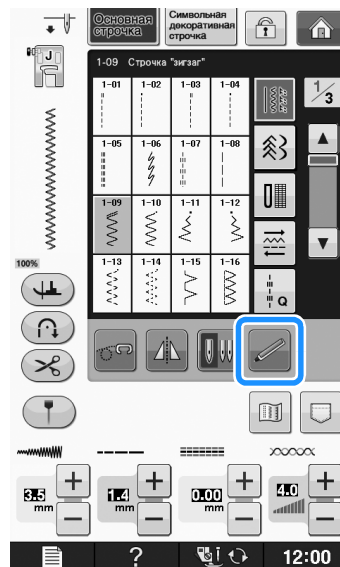 Основная строчка
Символьная декоративная строчка
J
1-09 Строчка "зигзаг"
1/3
1-01 1-02 1-03 1-04
1-05 1-06 1-07 1-08
1-09 1-10 1-11 1-12
1-13 1-14 1-15 1-16
100%
Q
3.5 mm
1.4 mm
0.00 mm
4.0
? 12:00